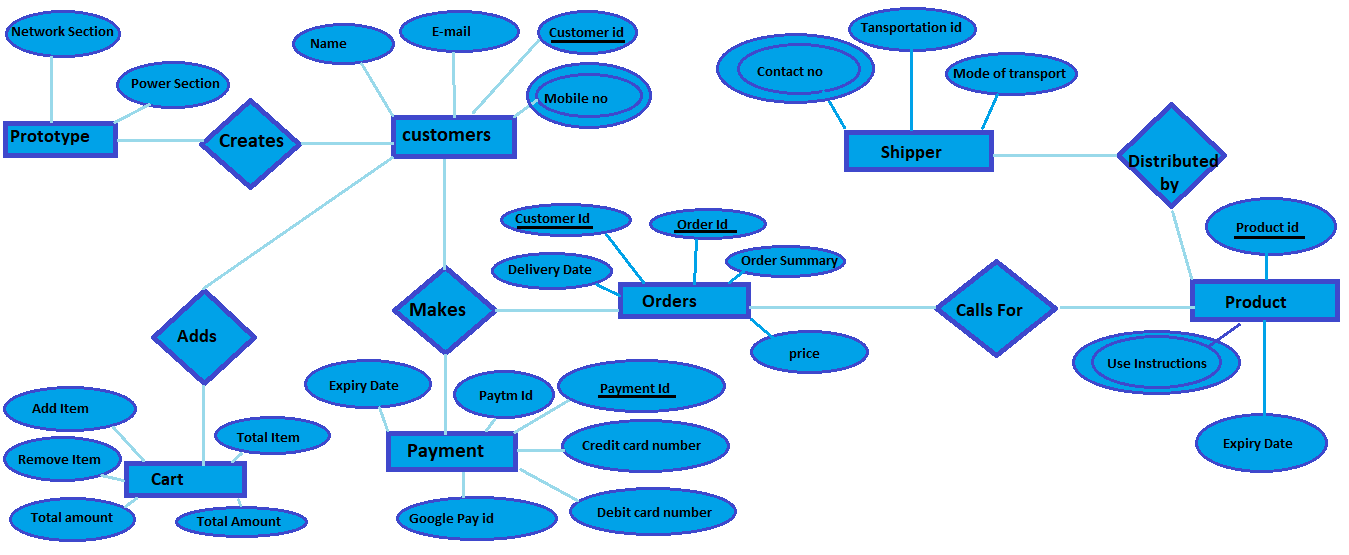 Network Section
Power Section
Prototype
Creates
Name
E-mail
Customer id
Mobile no
customers
Contact no
Tansportation id
Mode of transport
Shipper
Distributed
by
Customer Id
Order Id
Order Summary
Delivery Date
Orders
price
Calls For
Product id
Product
Use Instructions
Expiry Date
Adds
Makes
Add Item
Remove Item
Total Item
Cart
Total amount
Total Amount
Expiry Date
Paytm Id
Payment Id
Payment
Credit card number
Google Pay id
Debit card number